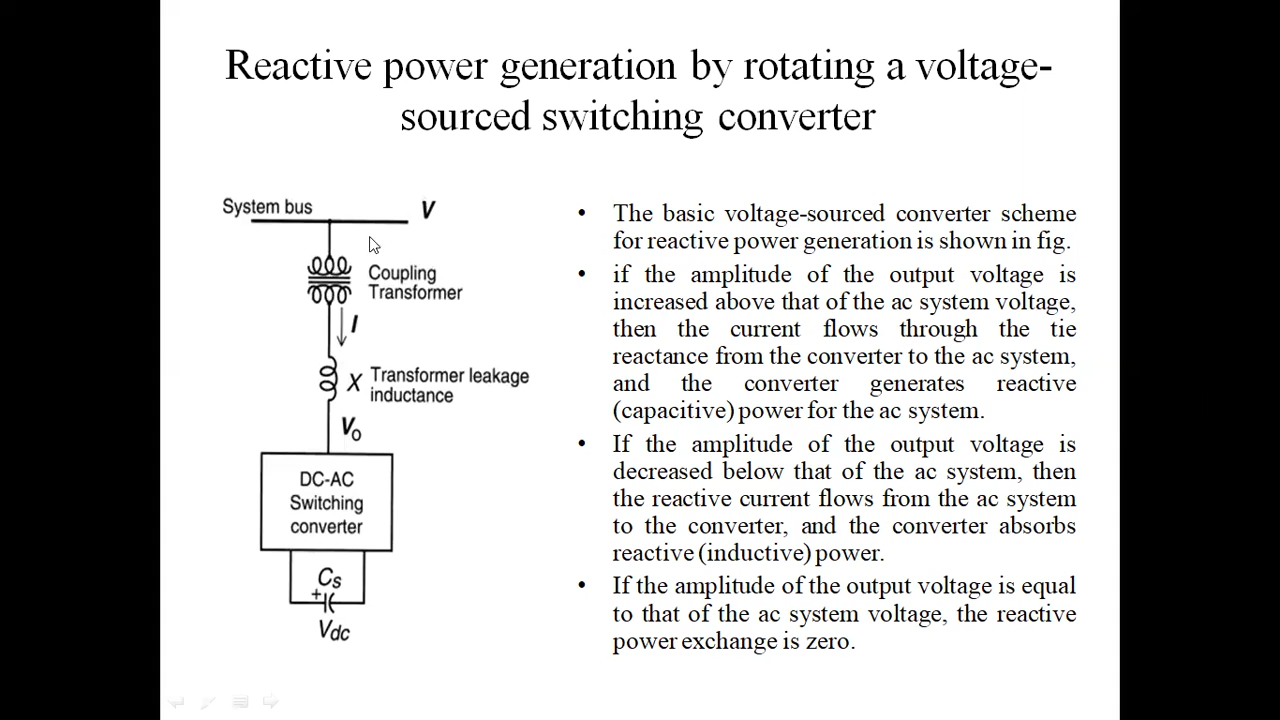 Reactive power generation by rotating a voltage-
sourced switching converter
System bus
V
Coupling
Transformer
I
X
Transformer leakage
inductance
Vo
DC-AC
Switching
converter
Cs
+
Vdc
• The basic voltage-sourced converter scheme
for reactive power generation is shown in fig.
• if the amplitude of the output voltage is
increased above that of the ac system voltage,
then the current flows through the tie
reactance from the converter to the ac system,
and the converter generates reactive
(capacitive) power for the ac system.
• If the amplitude of the output voltage is
decreased below that of the ac system, then
the reactive current flows from the ac system
to the converter, and the converter absorbs
reactive (inductive) power.
• If the amplitude of the output voltage is equal
to that of the ac system voltage, the reactive
power exchange is zero.